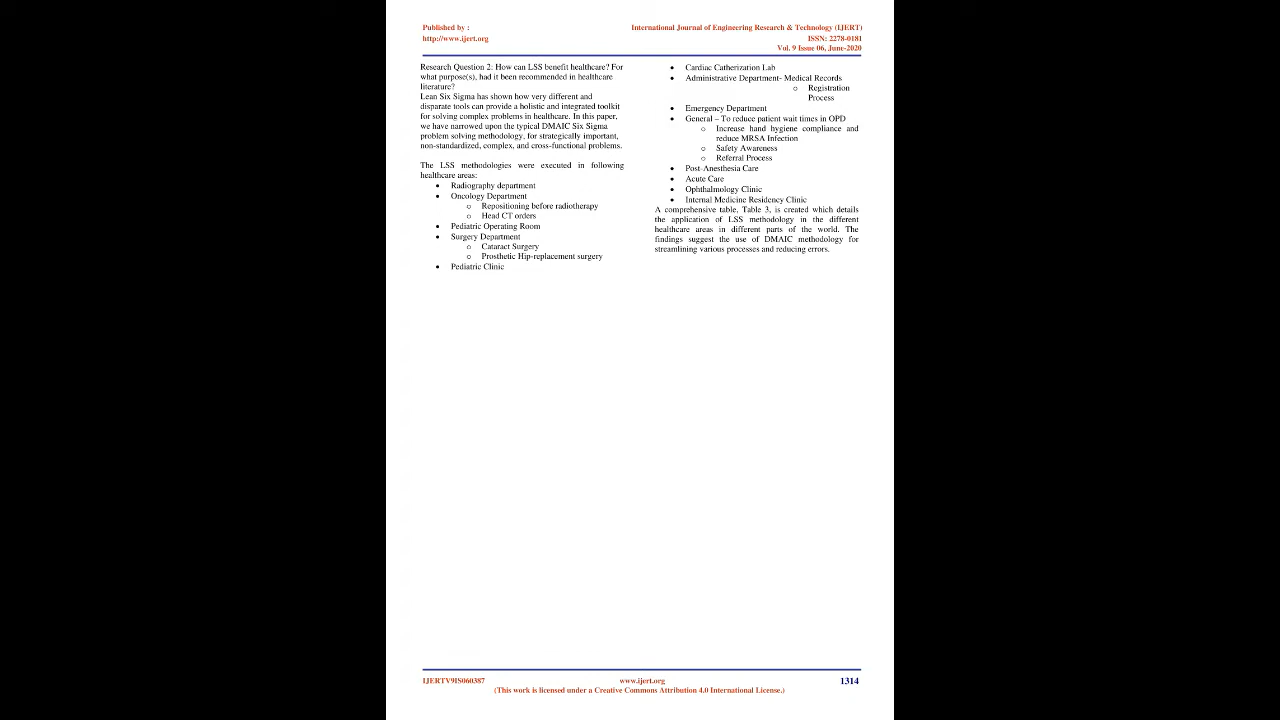 Published by :
http://www.ijert.org
International Journal of Engineering Research & Technology (IJERT)
ISSN: 2278-0181
Vol. 9 Issue 06, June-2020
Research Question 2: How can LSS benefit healthcare? For
what purpose(s), had it been recommended in healthcare
literature?
Lean Six Sigma has shown how very different and
disparate tools can provide a holistic and integrated toolkit
for solving complex problems in healthcare. In this paper,
we have narrowed upon the typical DMAIC Six Sigma
problem solving methodology, for strategically important,
non-standardized, complex, and cross-functional problems.
The LSS methodologies were executed in following
healthcare areas:
• Radiography department
• Oncology Department
o Repositioning before radiotherapy
o Head CT orders
• Pediatric Operating Room
• Surgery Department
o Cataract Surgery
o Prosthetic Hip-replacement surgery
• Pediatric Clinic
• Cardiac Catherization Lab
• Administrative Department- Medical Records
o Registration
Process
• Emergency Department
• General – To reduce patient wait times in OPD
o Increase hand hygiene compliance and
reduce MRSA Infection
o Safety Awareness
o Referral Process
• Post-Anesthesia Care
• Acute Care
• Ophthalmology Clinic
• Internal Medicine Residency Clinic
A comprehensive table, Table 3, is created which details
the application of LSS methodology in the different
healthcare areas in different parts of the world. The
findings suggest the use of DMAIC methodology for
streamlining various processes and reducing errors.
IJERTV9IS060387
www.ijert.org
1314
(This work is licensed under a Creative Commons Attribution 4.0 International License.)